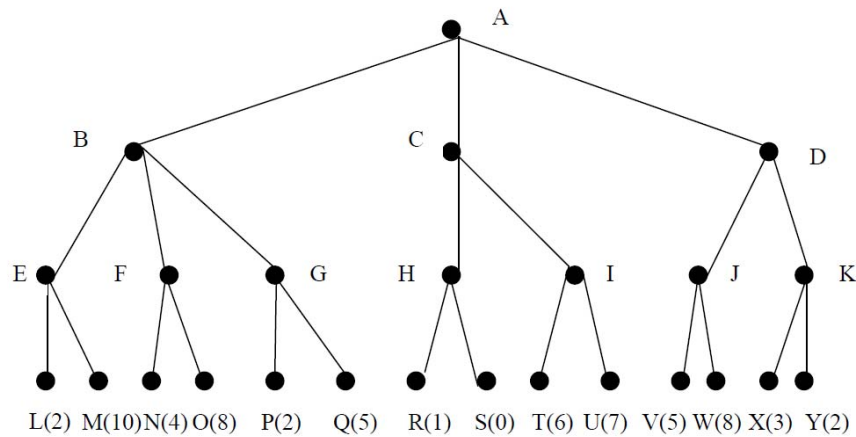 A
B C D
E F G H I J K
L(2) M(10) N(4) O(8) P(2) Q(5) R(1) S(0) T(6) U(7) V(5) W(8) X(3) Y(2)